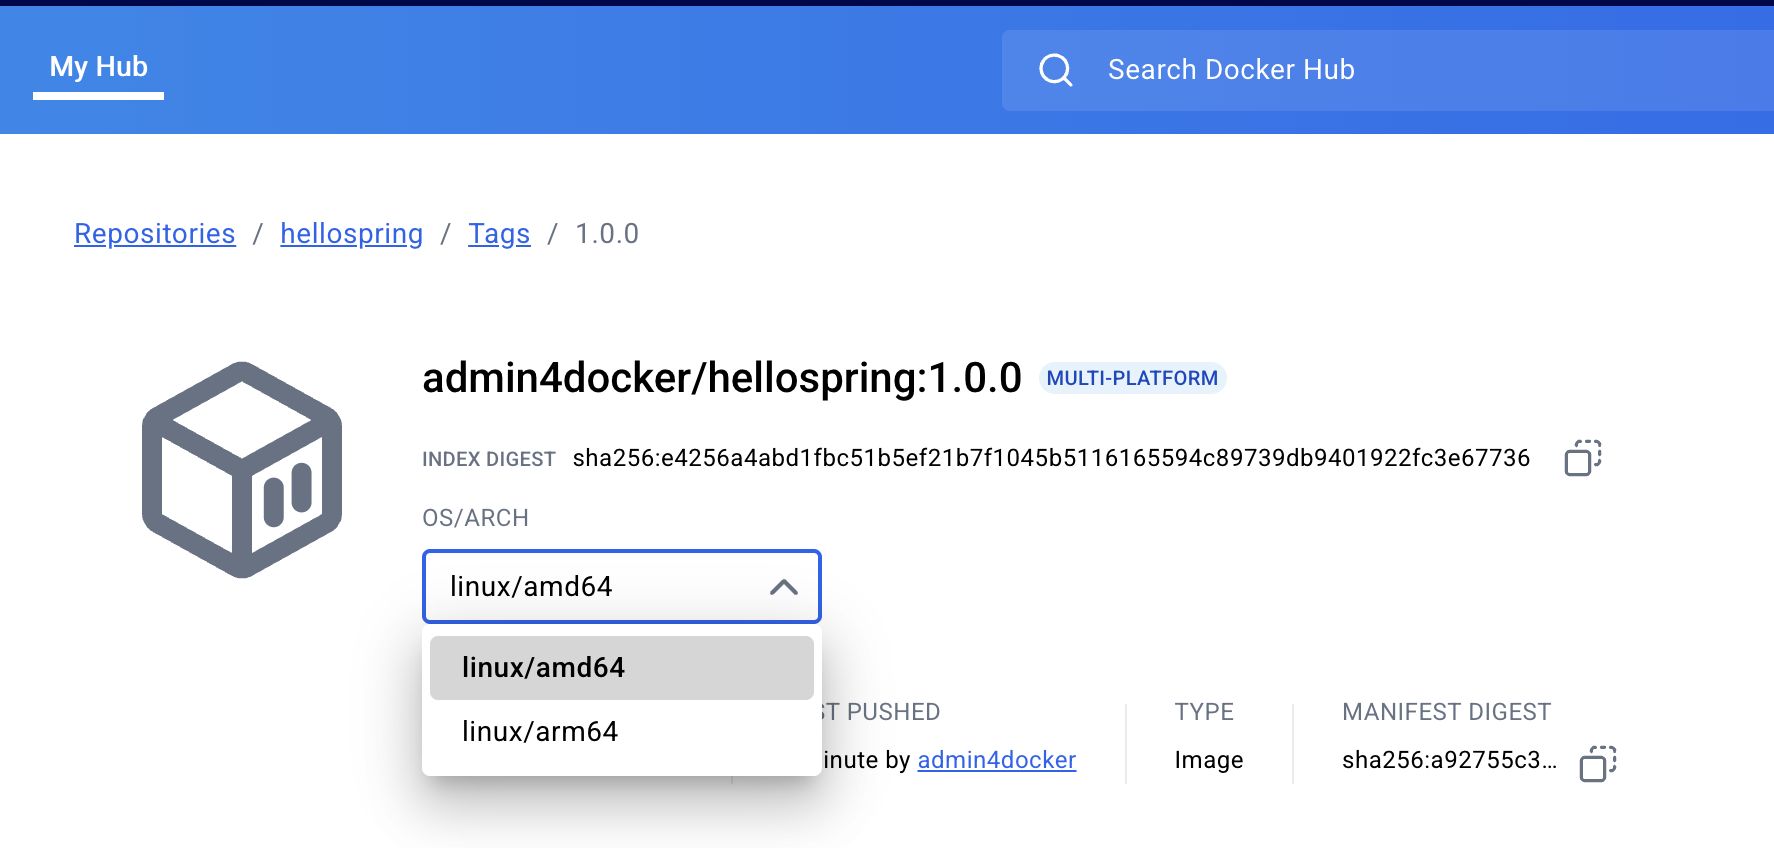 My Hub
Search Docker Hub
Repositories / hellospring / Tags / 1.0.0
admin4docker/hellospring:1.0.0 MULTI-PLATFORM
INDEX DIGEST sha256:e4256a4abd1fbc51b5ef21b7f1045b5116165594c89739db9401922fc3e67736
OS/ARCH
linux/amd64
linux/amd64
linux/arm64
ST PUSHED
inute by admin4docker
TYPE
Image
MANIFEST DIGEST
sha256:a92755c3...